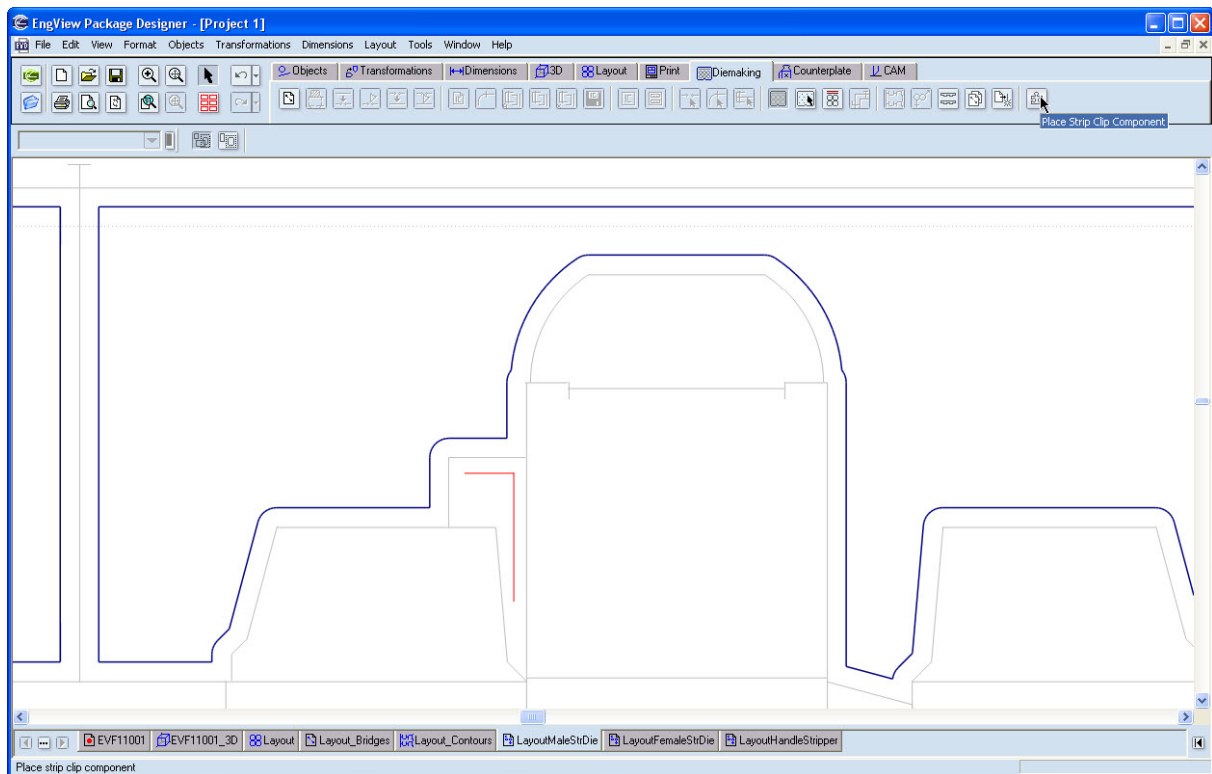 EngView Package Designer - [Project 1]
File Edit View Format Objects Transformations Dimensions Layout Tools Window Help
Objects Transformations Dimensions 3D Layout Print Diemaking Counterplate CAM
Place Strip Clip Component
EVF11001 EVF11001_3D Layout Layout_Bridges Layout_Contours LayoutMaleStrDie LayoutFemaleStrDie LayoutHandleStripper
Place strip clip component